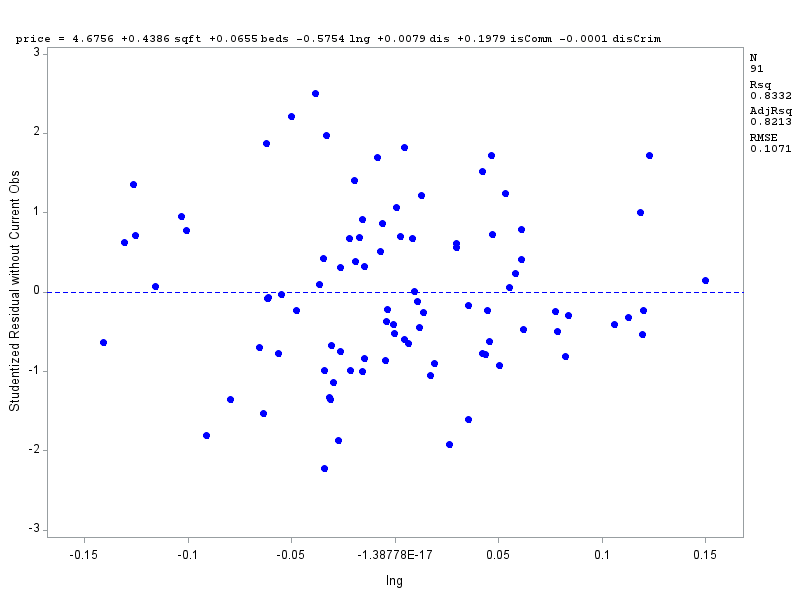 price = 4.6756 +0.4386 sqft +0.0655 beds -0.5754 lng +0.0079 dis +0.1979 isComm -0.0001 disCrim
N
91
Rsq
0.8332
AdjRsq
0.8213
RMSE
0.1071
Studentized Residual without Current Obs
3
2
1
0
-1
-2
-3
-0.15 -0.1 -0.05 -1.38778E-17 0.05 0.1 0.15
lng